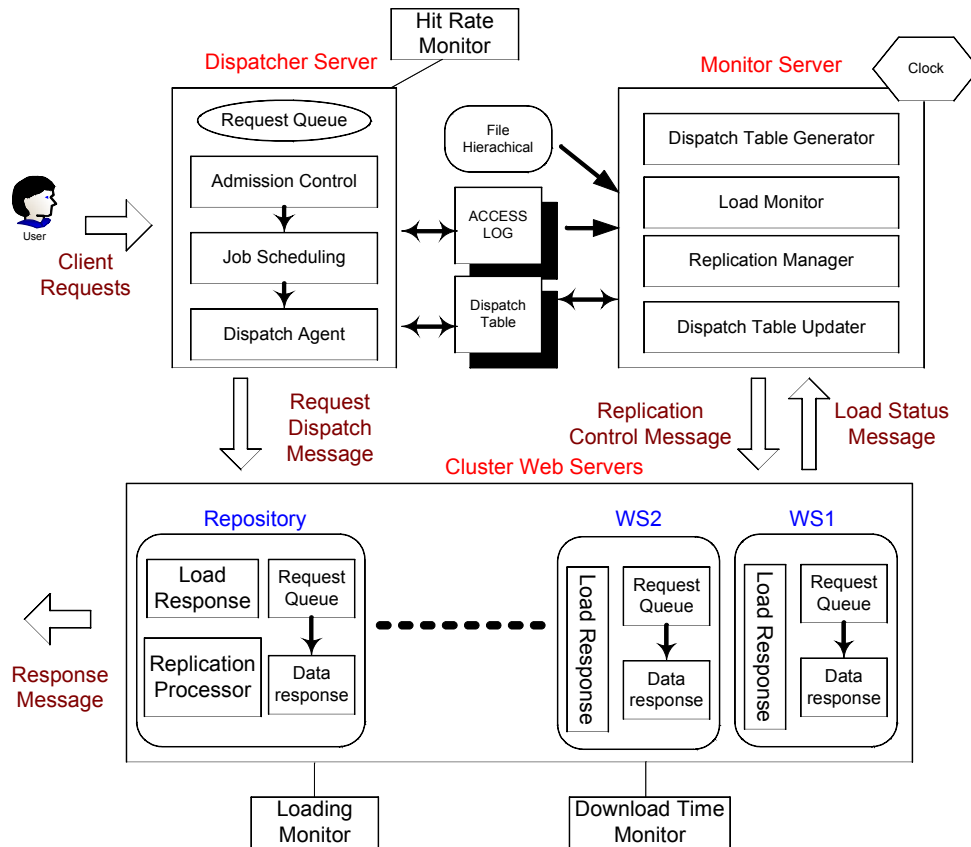 Hit Rate
Monitor
Dispatcher Server
Monitor Server
Clock
Request Queue
Admission Control
Job Scheduling
Dispatch Agent
User
Client
Requests
File
Hierachical
ACCESS
LOG
Dispatch
Table
Dispatch Table Generator
Load Monitor
Replication Manager
Dispatch Table Updater
Request
Dispatch
Message
Replication
Control Message
Load Status
Message
Cluster Web Servers
Repository
Load
Response
Request
Queue
Replication
Processor
Data
response
WS2
Load Response
Request
Queue
Data
response
WS1
Load Response
Request
Queue
Data
response
Response
Message
Loading
Monitor
Download Time
Monitor